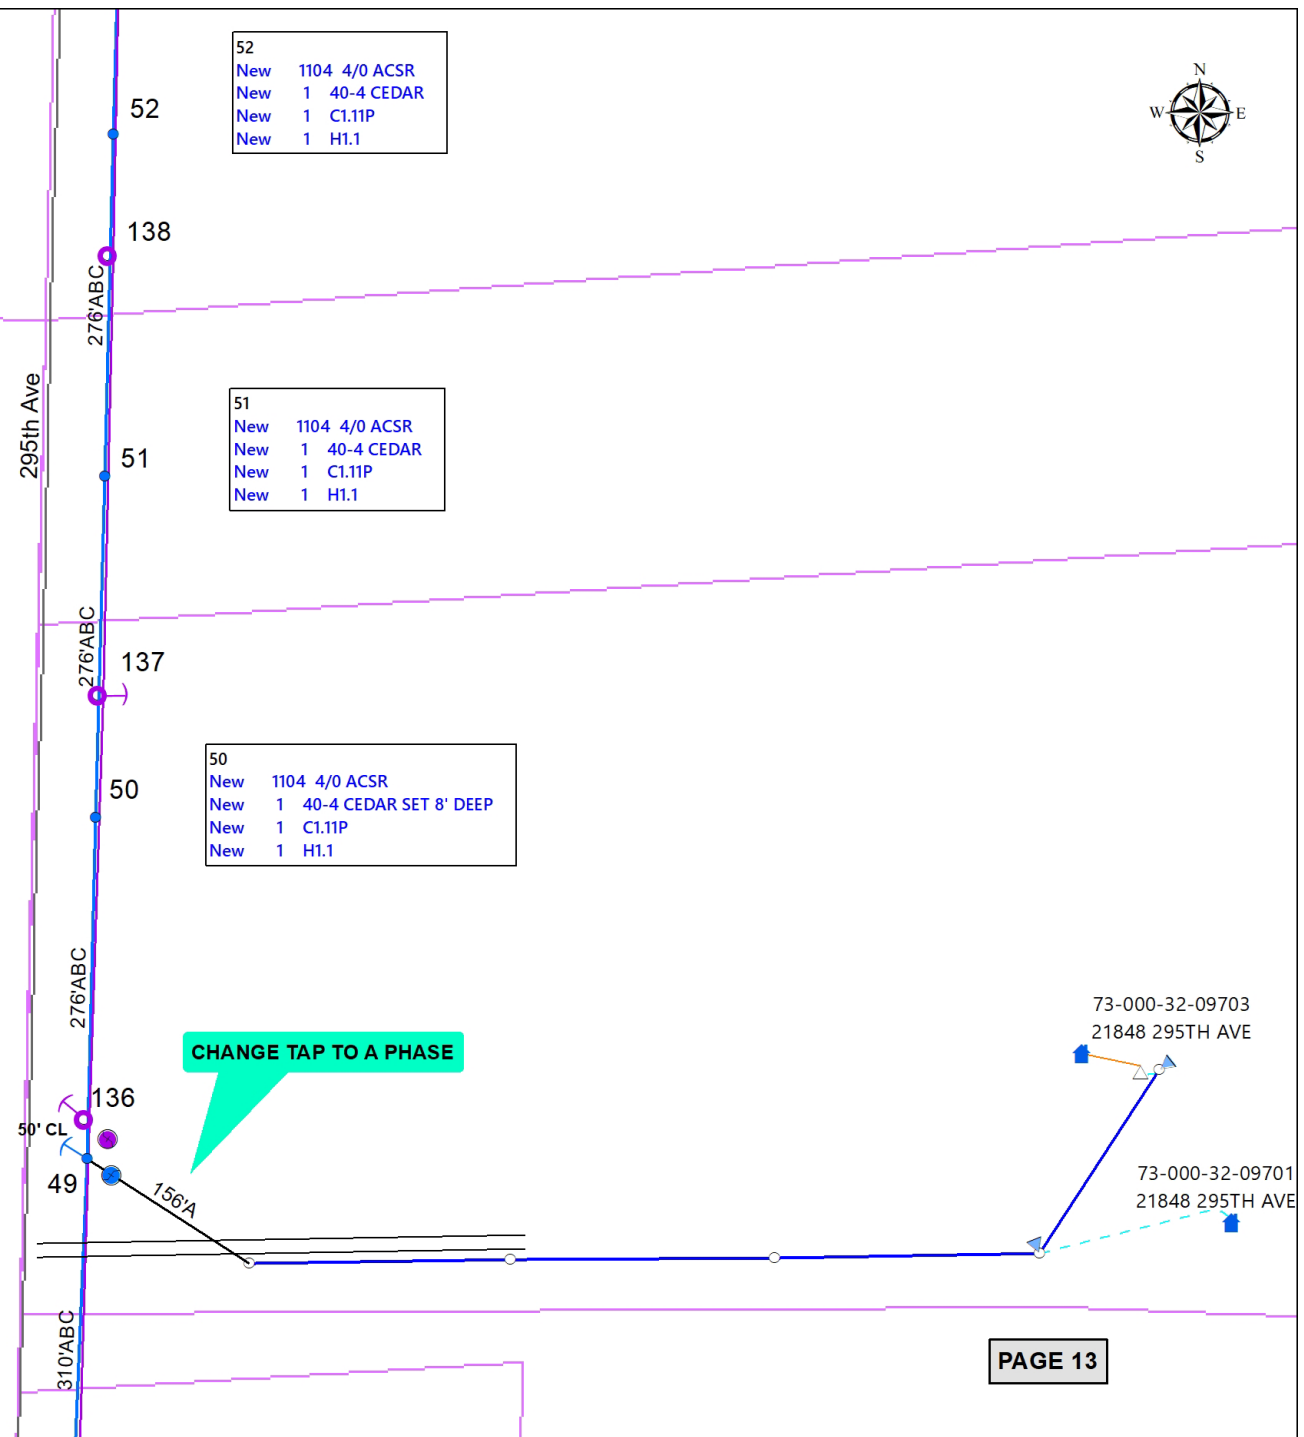 52
New 1104 4/0 ACSR
New 1 40-4 CEDAR
New 1 C1.11P
New 1 H1.1
N
W E
S
52
138
276'ABC
295th Ave
51
New 1104 4/0 ACSR
New 1 40-4 CEDAR
New 1 C1.11P
New 1 H1.1
51
276'ABC
137
50
New 1104 4/0 ACSR
New 1 40-4 CEDAR SET 8' DEEP
New 1 C1.11P
New 1 H1.1
50
276'ABC
CHANGE TAP TO A PHASE
73-000-32-09703
21848 295TH AVE
136
50' CL
49
156'A
73-000-32-09701
21848 295TH AVE
310'ABC
PAGE 13